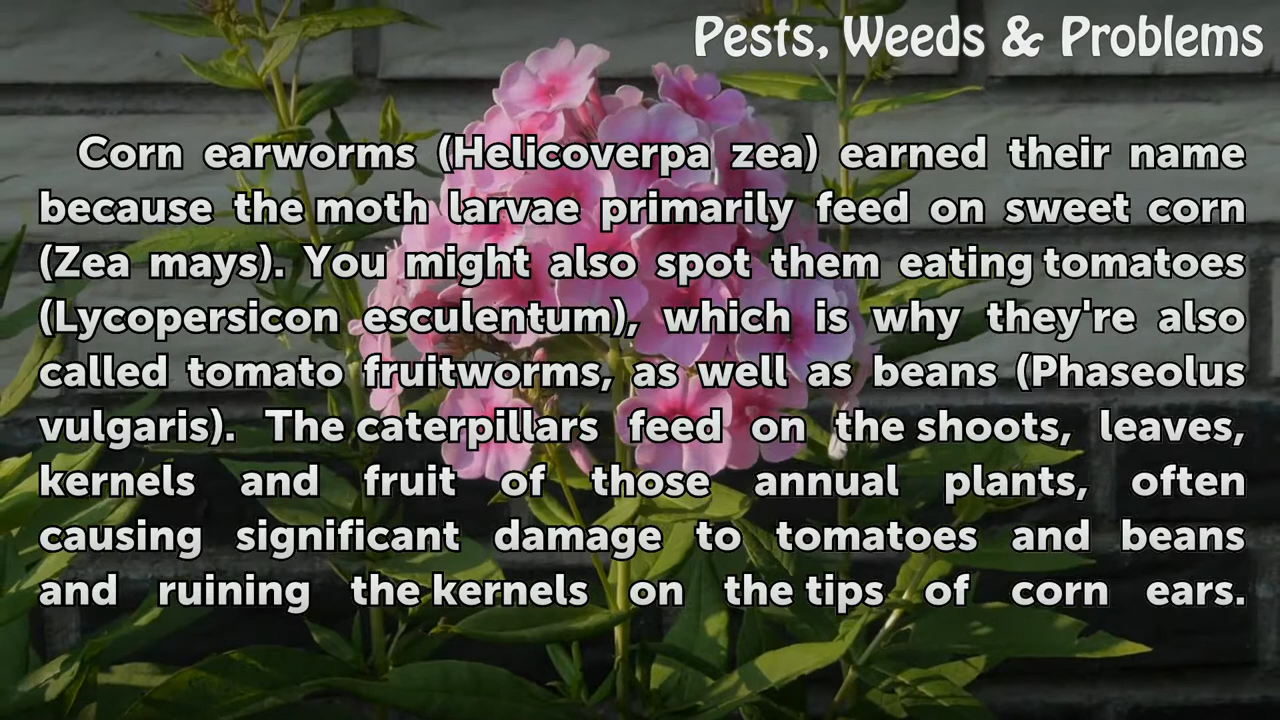 Pests, Weeds & Problems
Corn earworms (Helicoverpa zea) earned their name
because the moth larvae primarily feed on sweet corn
(Zea mays). You might also spot them eating tomatoes
(Lycopersicon esculentum), which is why they're also
called tomato fruitworms, as well as beans (Phaseolus
vulgaris). The caterpillars feed on the shoots, leaves,
kernels and fruit of those annual plants, often
causing significant damage to tomatoes and beans
and ruining the kernels on the tips of corn ears.